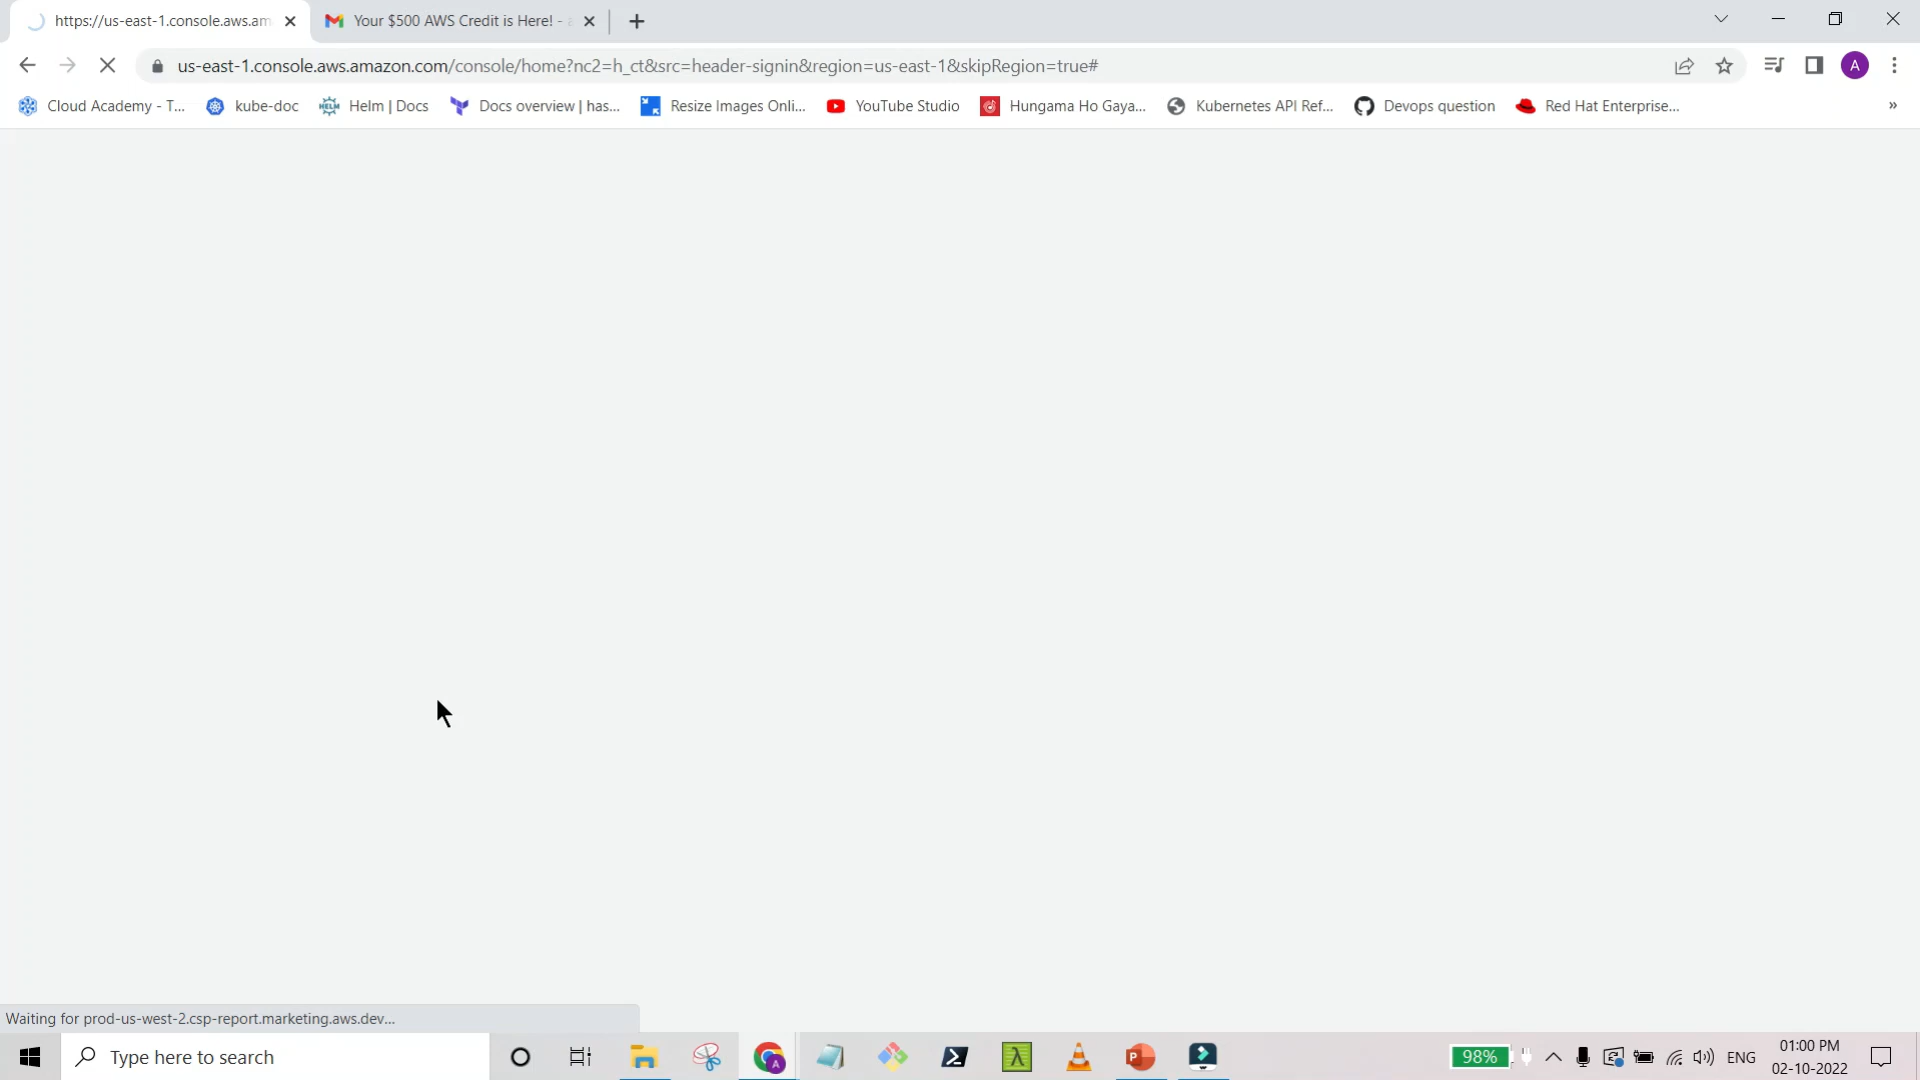 https://us-east-1.console.aws.am
Your $500 AWS Credit is Here! -
us-east-1.console.aws.amazon.com/console/home?nc2=h_ct&src=header-signin&region=us-east-1&skipRegion=true#
A
Cloud Academy - T...
kube-doc
Helm | Docs
Docs overview | has...
Resize Images Onli...
YouTube Studio
Hungama Ho Gaya...
Kubernetes API Ref...
Devops question
Red Hat Enterprise...
»
Waiting for prod-us-west-2.csp-report.marketing.aws.dev...
Type here to search
98%
ENG
01:00 PM
02-10-2022